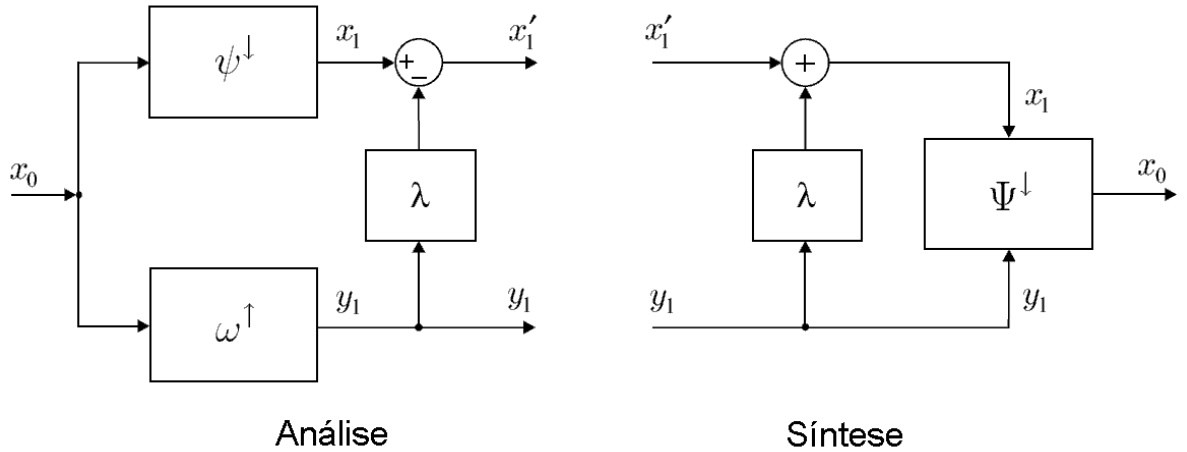 ψ↓ x₁ + − x₁′
x₀
λ
ω↑ y₁ y₁
Análise
x₁′ +
x₁
λ Ψ↓ x₀
y₁ y₁
Síntese